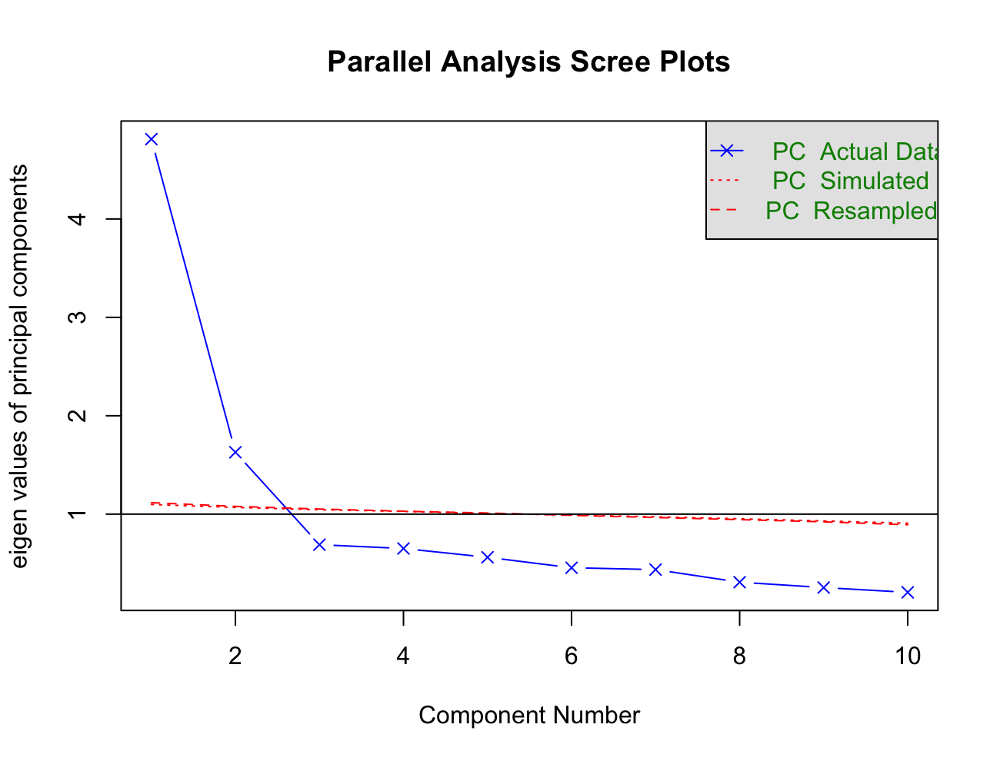 Parallel Analysis Scree Plots
PC Actual Data
PC Simulated
PC Resampled
eigen values of principal components
4
3
2
1
2
4
6
8
10
Component Number